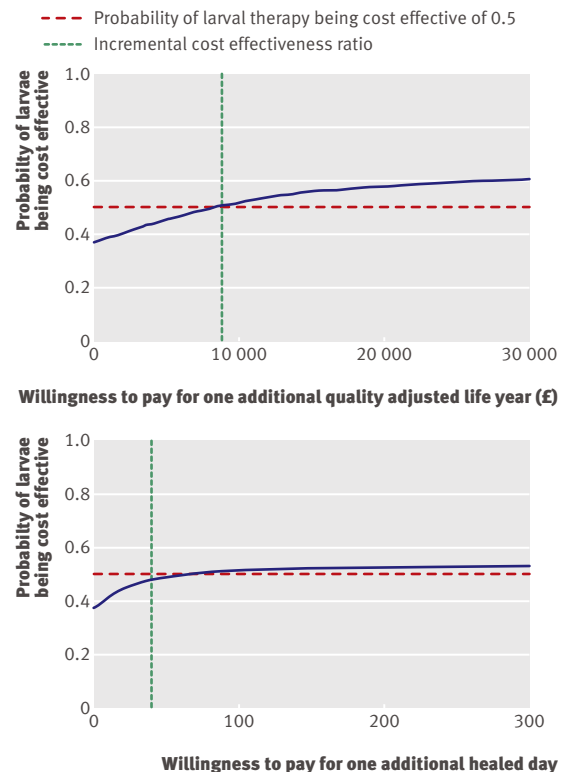 Probability of larval therapy being cost effective of 0.5
Incremental cost effectiveness ratio
Probabilty of larvae
being cost effective
1.0
0.8
0.6
0.4
0.2
0
0
10 000
20 000
30 000
Willingness to pay for one additional quality adjusted life year (£)
Probabilty of larvae
being cost effective
1.0
0.8
0.6
0.4
0.2
0
0
100
200
300
Willingness to pay for one additional healed day